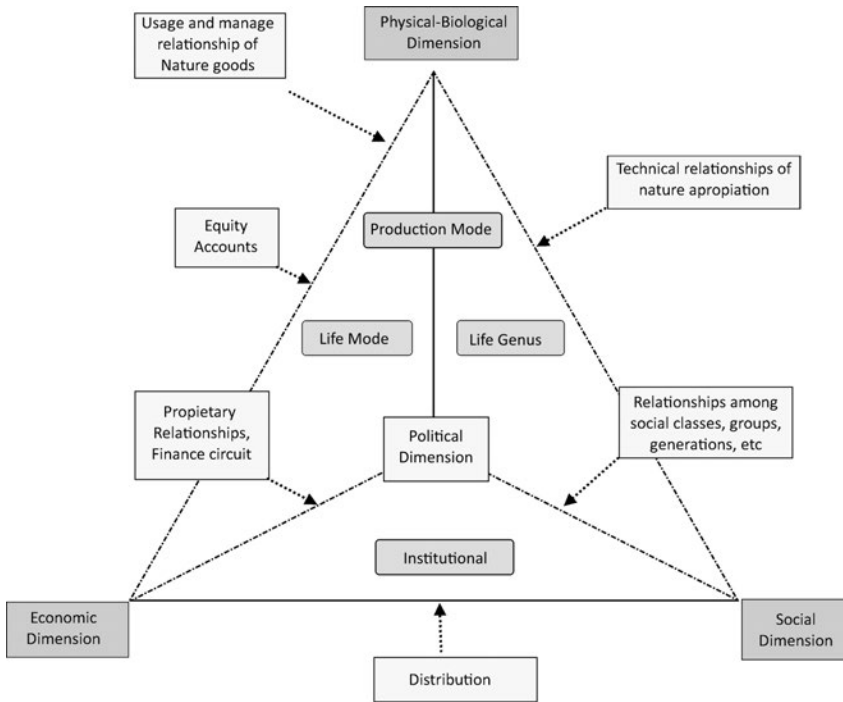 Usage and manage
relationship of
Nature goods
Physical-Biological
Dimension
Technical relationships of
nature apropiation
Equity
Accounts
Production Mode
Life Mode
Life Genus
Propietary
Relationships,
Finance circuit
Political
Dimension
Relationships among
social classes, groups,
generations, etc
Institutional
Economic
Dimension
Social
Dimension
Distribution